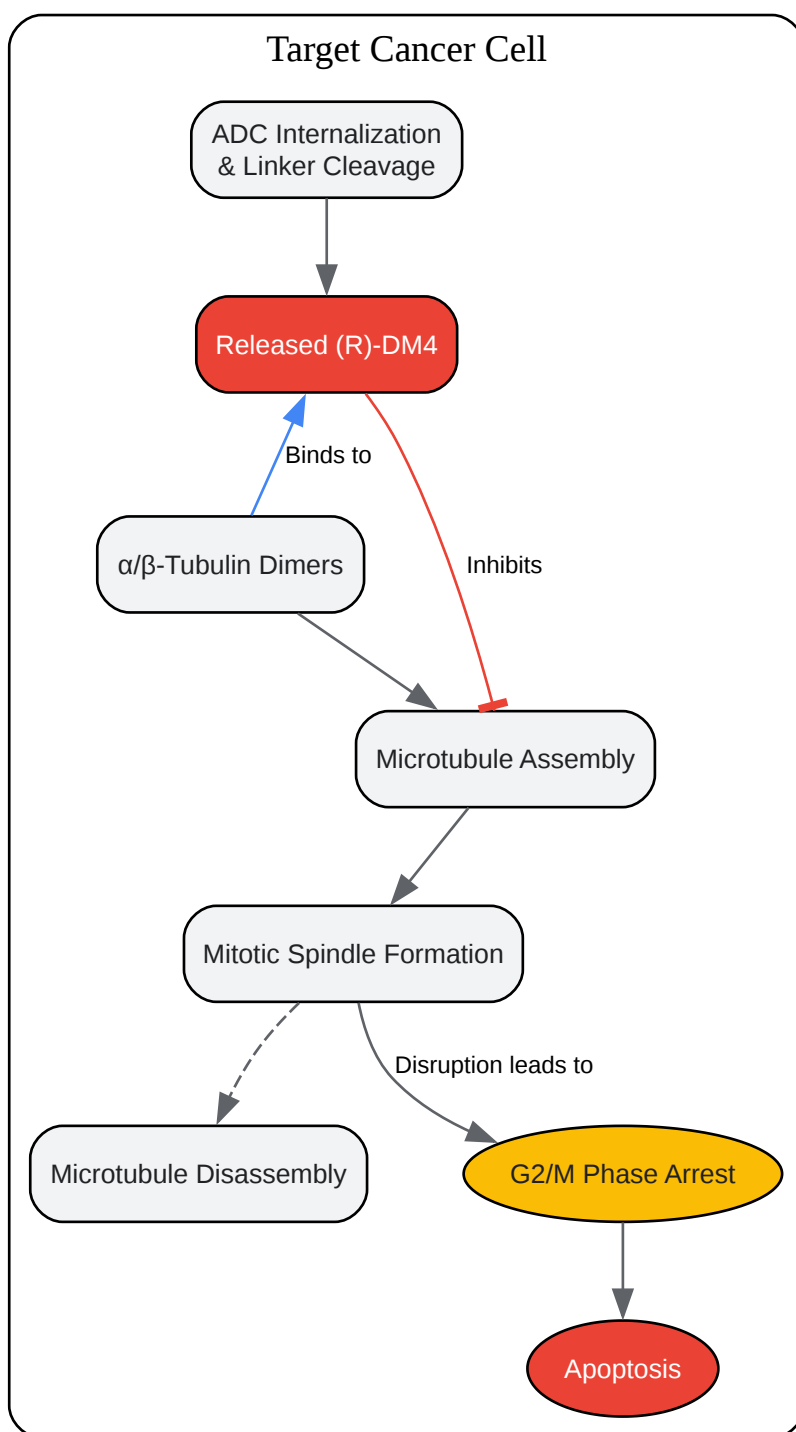 Target Cancer Cell
ADC Internalization
& Linker Cleavage
Released (R)-DM4
Binds to
α/β-Tubulin Dimers
Inhibits
Microtubule Assembly
Mitotic Spindle Formation
Disruption leads to
Microtubule Disassembly
G2/M Phase Arrest
Apoptosis